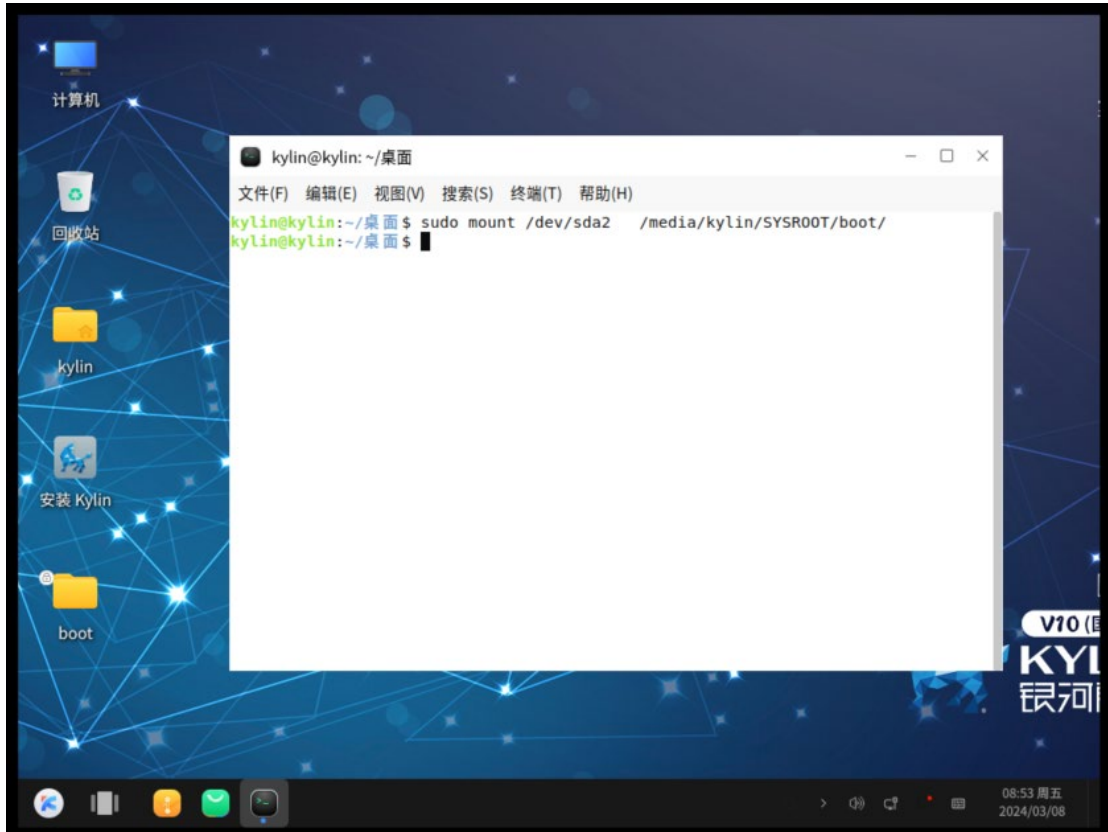 计算机
回收站
kylin
安装 Kylin
boot
kylin@kylin: ~/桌面
文件(F) 编辑(E) 视图(V) 搜索(S) 终端(T) 帮助(H)
kylin@kylin:~/桌面$ sudo mount /dev/sda2   /media/kylin/SYSROOT/boot/
kylin@kylin:~/桌面$
V10
KYL
银河
08:53 周五
2024/03/08